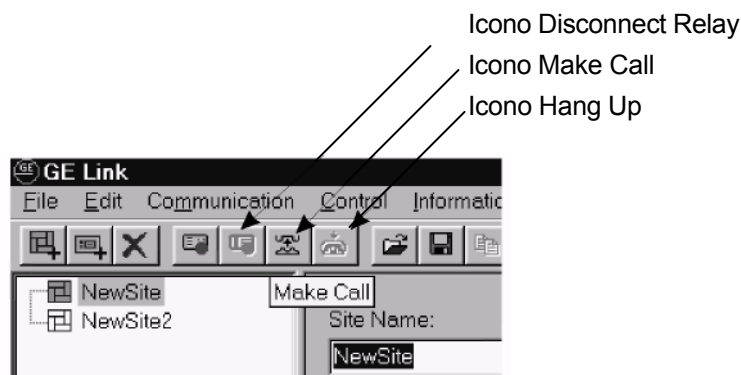 Icono Disconnect Relay
Icono Make Call
Icono Hang Up
GE GE Link
File Edit Communication Control Informatio
NewSite Make Call
NewSite2 Site Name:
NewSite